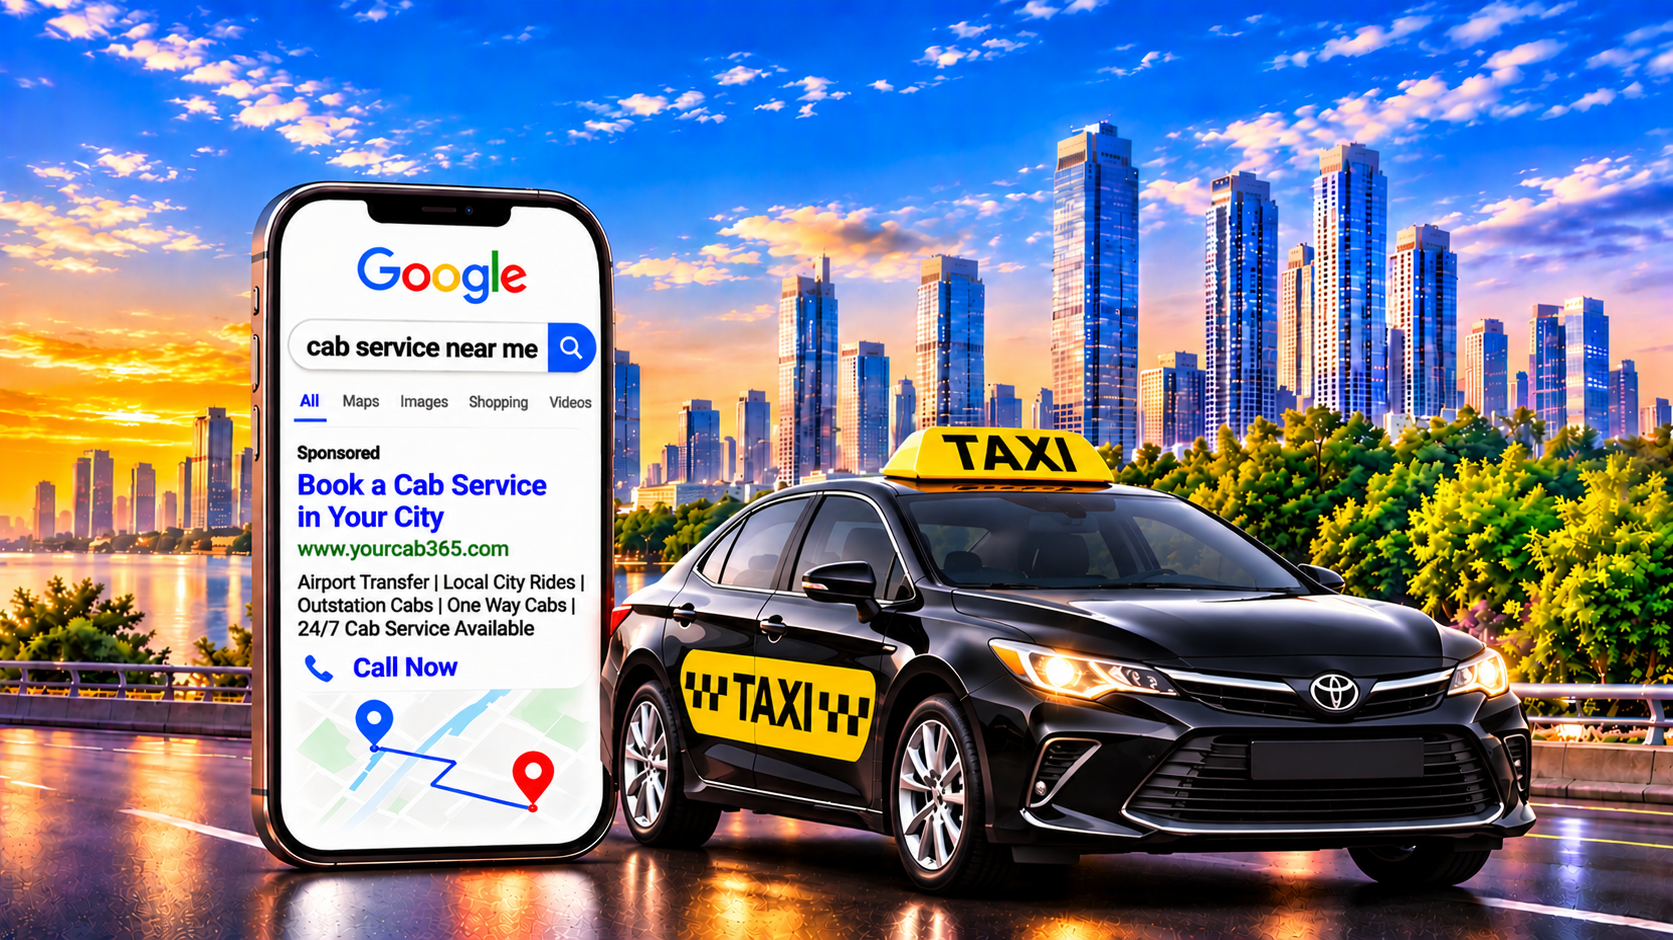 Google
cab service near me
All Maps Images Shopping Videos
Sponsored
Book a Cab Service
in Your City
www.yourcab365.com
Airport Transfer | Local City Rides |
Outstation Cabs | One Way Cabs |
24/7 Cab Service Available
Call Now
TAXI
TAXI